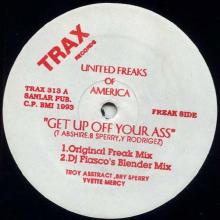 TRAX
RECORDS
UNITED FREAKS
OF
AMERICA
TRAX 313 A
SANLAR PUB.
C.P. BMI 1993
FREAK SIDE
"GET UP OFF YOUR ASS"
(T ABSHIRE,B SPERRY,Y RODRIGEZ)
1.Original Freak Mix
2.DJ Fiasco's Blender Mix
TROY ABSTRACT ,BRY SPERRY
YVETTE MERCY